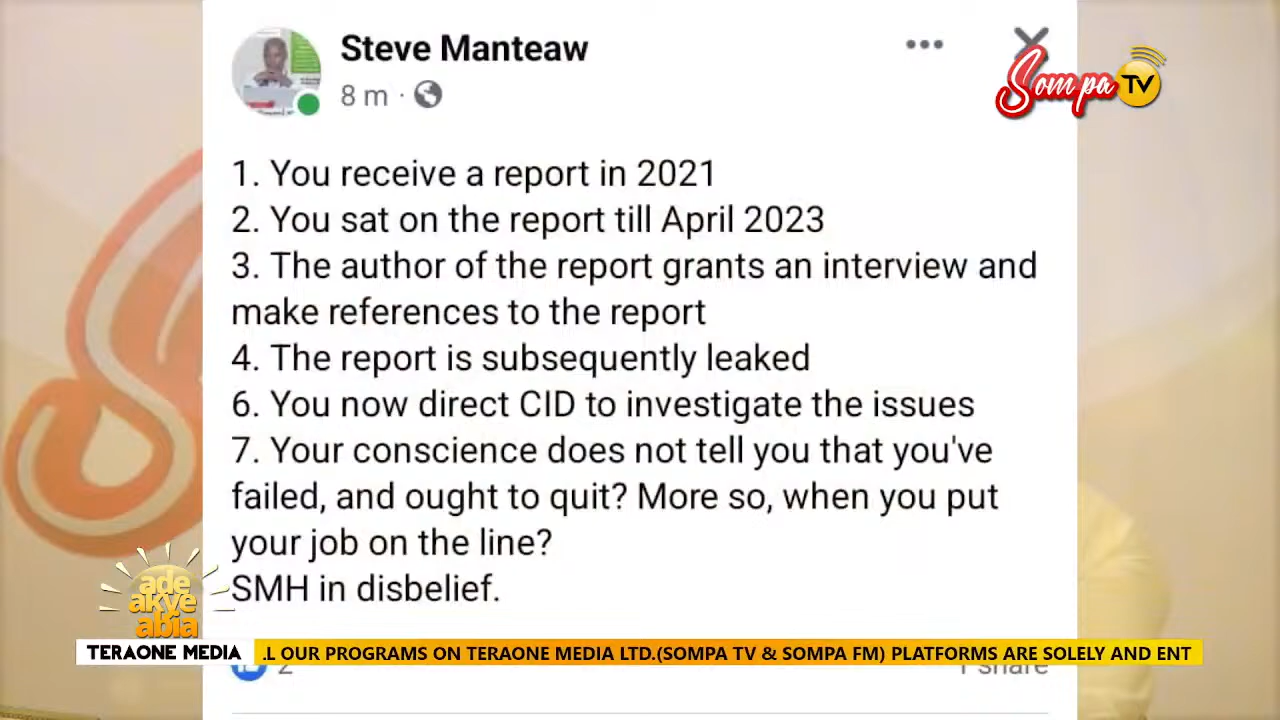 Steve Manteaw
8 m
Som pa TV
1. You receive a report in 2021
2. You sat on the report till April 2023
3. The author of the report grants an interview and
make references to the report
4. The report is subsequently leaked
6. You now direct CID to investigate the issues
7. Your conscience does not tell you that you've
failed, and ought to quit? More so, when you put
your job on the line?
SMH in disbelief.
ade
akye
abia
TERAONE MEDIA
.L OUR PROGRAMS ON TERAONE MEDIA LTD.(SOMPA TV & SOMPA FM) PLATFORMS ARE SOLELY AND ENT
2
1 share